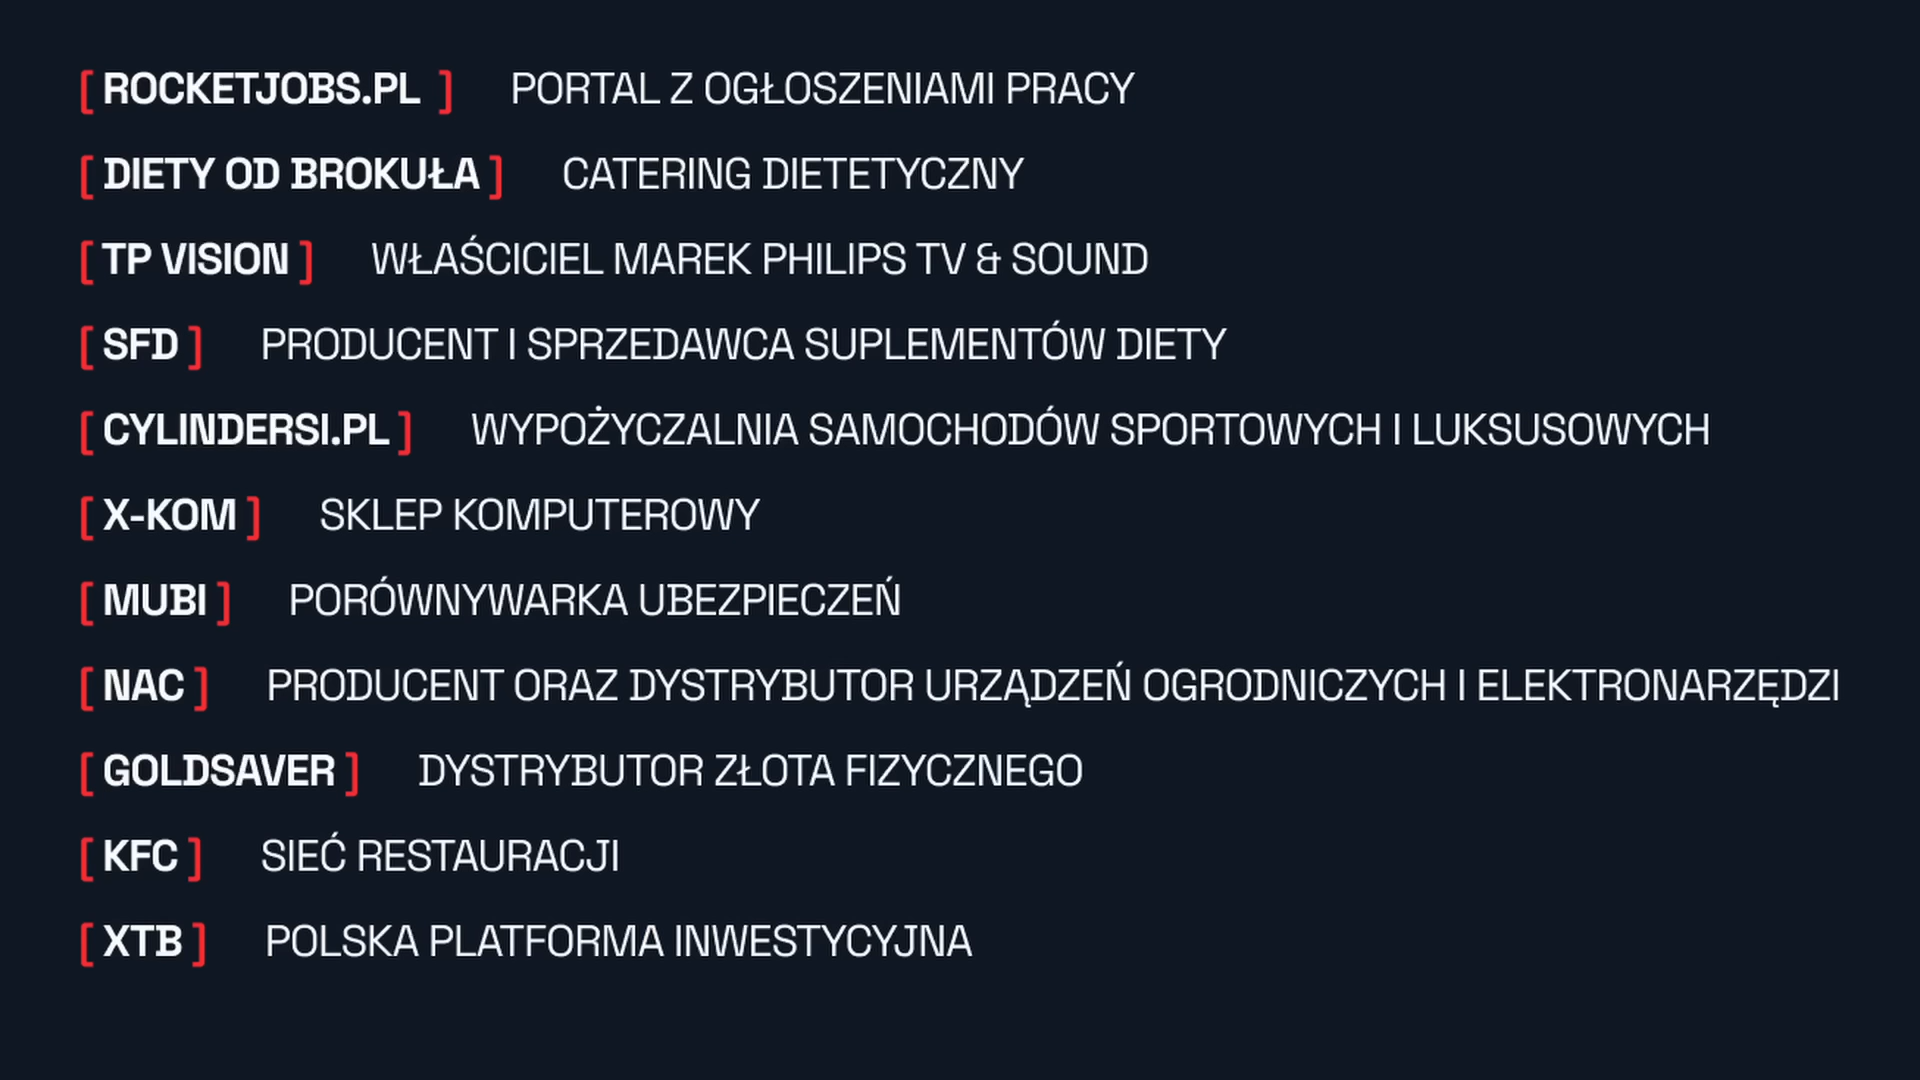 [ ROCKETJOBS.PL ] PORTAL Z OGŁOSZENIAMI PRACY
[ DIETY OD BROKUŁA ] CATERING DIETETYCZNY
[ TP VISION ] WŁAŚCICIEL MAREK PHILIPS TV & SOUND
[ SFD ] PRODUCENT I SPRZEDAWCA SUPLEMENTÓW DIETY
[ CYLINDERSI.PL ] WYPOŻYCZALNIA SAMOCHODÓW SPORTOWYCH I LUKSUSOWYCH
[ X-KOM ] SKLEP KOMPUTEROWY
[ MUBI ] PORÓWNYWARKA UBEZPIECZEŃ
[ NAC ] PRODUCENT ORAZ DYSTRYBUTOR URZĄDZEŃ OGRODNICZYCH I ELEKTRONARZĘDZI
[ GOLDSAVER ] DYSTRYBUTOR ZŁOTA FIZYCZNEGO
[ KFC ] SIEĆ RESTAURACJI
[ XTB ] POLSKA PLATFORMA INWESTYCYJNA